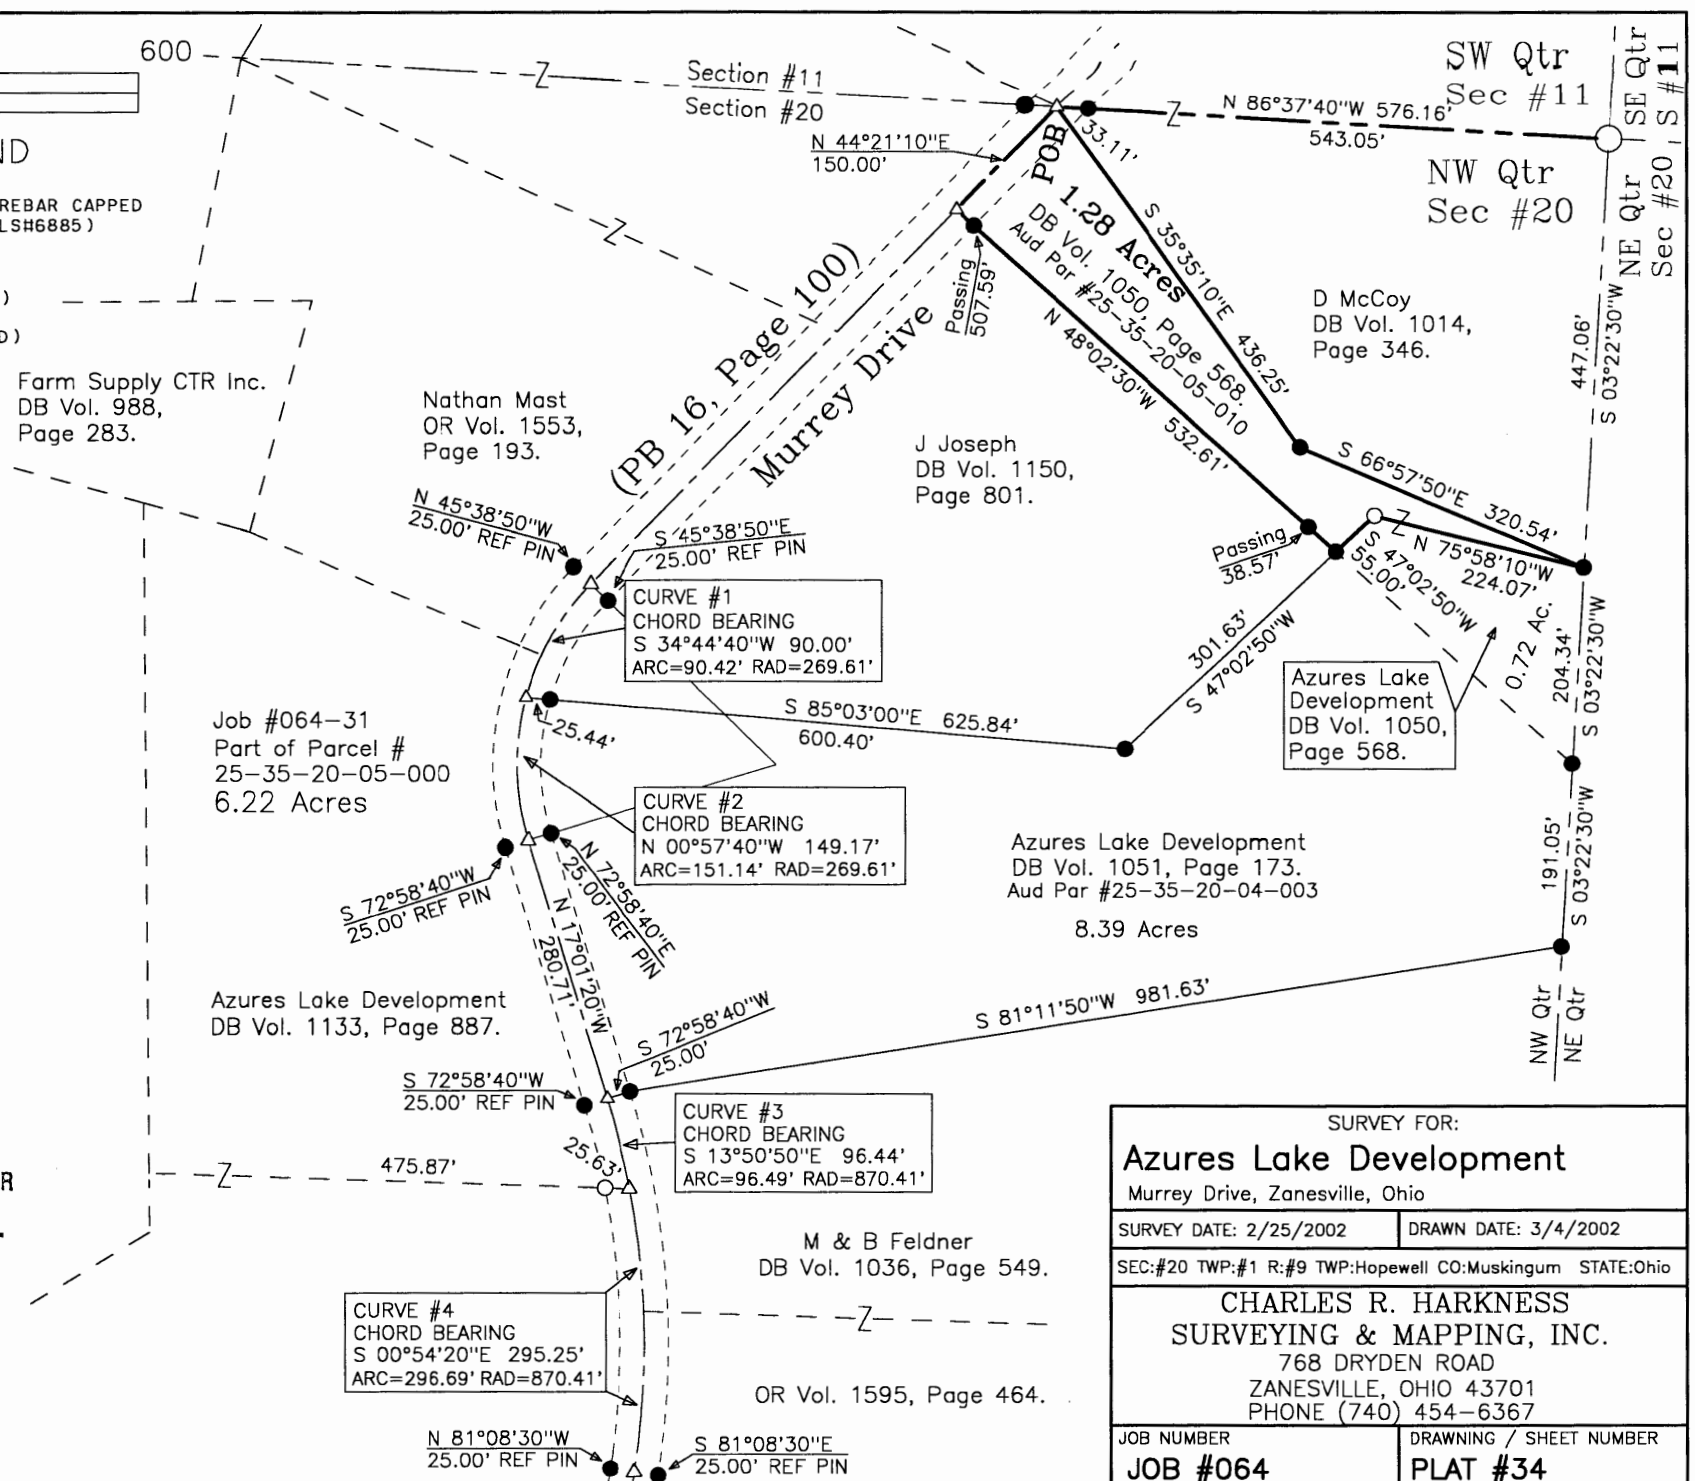 600
Section #11
Section #20
SW Qtr
Sec #11
SE Qtr
S #11
N 86°37'40"W 576.16'
543.05'
NW Qtr
Sec #20
NE Qtr
Sec #20
ND
REBAR CAPPED
LS#6885)
)
D)
N 44°21'10"E
150.00'
POB
33.11'
1.28 Acres
DB Vol. 1050, Page 568.
Aud Par #25-35-20-05-010
S 35°35'10"E 436.25'
Passing
507.59'
N 48°02'30"W 532.61'
D McCoy
DB Vol. 1014,
Page 346.
447.06'
S 03°22'30"W
Farm Supply CTR Inc.
DB Vol. 988,
Page 283.
Nathan Mast
OR Vol. 1553,
Page 193.
(PB 16, Page 100)
Murrey Drive
J Joseph
DB Vol. 1150,
Page 801.
S 66°57'50"E 320.54'
N 45°38'50"W
25.00' REF PIN
S 45°38'50"E
25.00' REF PIN
Passing
38.57'
S 47°02'50"W
55.00'
N 75°58'10"W
224.07'
CURVE #1
CHORD BEARING
S 34°44'40"W 90.00'
ARC=90.42' RAD=269.61'
301.63'
S 47°02'50"W
0.72 Ac.
204.34'
S 03°22'30"W
Azures Lake
Development
DB Vol. 1050,
Page 568.
S 85°03'00"E 625.84'
600.40'
25.44'
Job #064-31
Part of Parcel #
25-35-20-05-000
6.22 Acres
CURVE #2
CHORD BEARING
N 00°57'40"W 149.17'
ARC=151.14' RAD=269.61'
Azures Lake Development
DB Vol. 1051, Page 173.
Aud Par #25-35-20-04-003
8.39 Acres
191.05'
S 03°22'30"W
S 72°58'40"W
25.00' REF PIN
N 72°58'40"E
25.00' REF PIN
N 17°01'20"W
280.71'
Azures Lake Development
DB Vol. 1133, Page 887.
S 72°58'40"W
25.00'
S 81°11'50"W 981.63'
NW Qtr
NE Qtr
S 72°58'40"W
25.00' REF PIN
CURVE #3
CHORD BEARING
S 13°50'50"E 96.44'
ARC=96.49' RAD=870.41'
R
475.87'
25.63'
M & B Feldner
DB Vol. 1036, Page 549.
CURVE #4
CHORD BEARING
S 00°54'20"E 295.25'
ARC=296.69' RAD=870.41'
OR Vol. 1595, Page 464.
N 81°08'30"W
25.00' REF PIN
S 81°08'30"E
25.00' REF PIN
SURVEY FOR:
Azures Lake Development
Murrey Drive, Zanesville, Ohio
SURVEY DATE: 2/25/2002
DRAWN DATE: 3/4/2002
SEC:#20 TWP:#1 R:#9 TWP:Hopewell CO:Muskingum STATE:Ohio
CHARLES R. HARKNESS
SURVEYING & MAPPING, INC.
768 DRYDEN ROAD
ZANESVILLE, OHIO 43701
PHONE (740) 454-6367
JOB NUMBER
JOB #064
DRAWING / SHEET NUMBER
PLAT #34